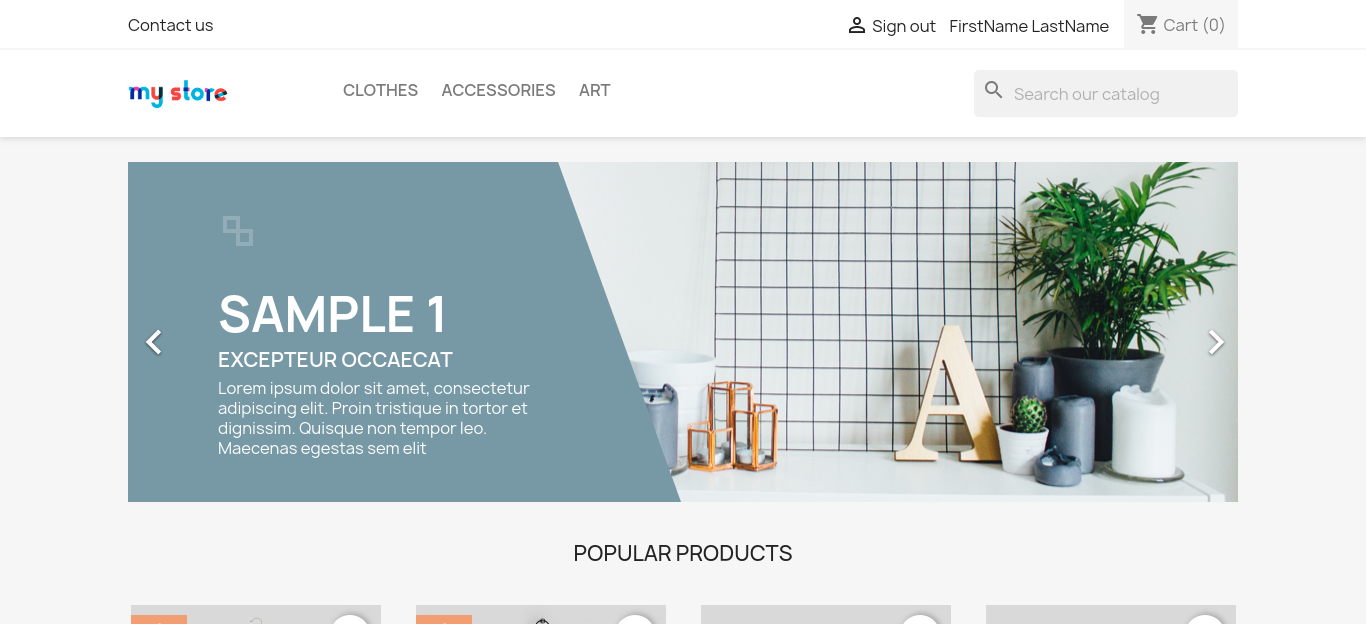 Contact us
Sign out
FirstName LastName
Cart (0)
my store
CLOTHES
ACCESSORIES
ART
Search our catalog
SAMPLE 1
EXCEPTEUR OCCAECAT
Lorem ipsum dolor sit amet, consectetur
adipiscing elit. Proin tristique in tortor et
dignissim. Quisque non tempor leo.
Maecenas egestas sem elit
A
POPULAR PRODUCTS